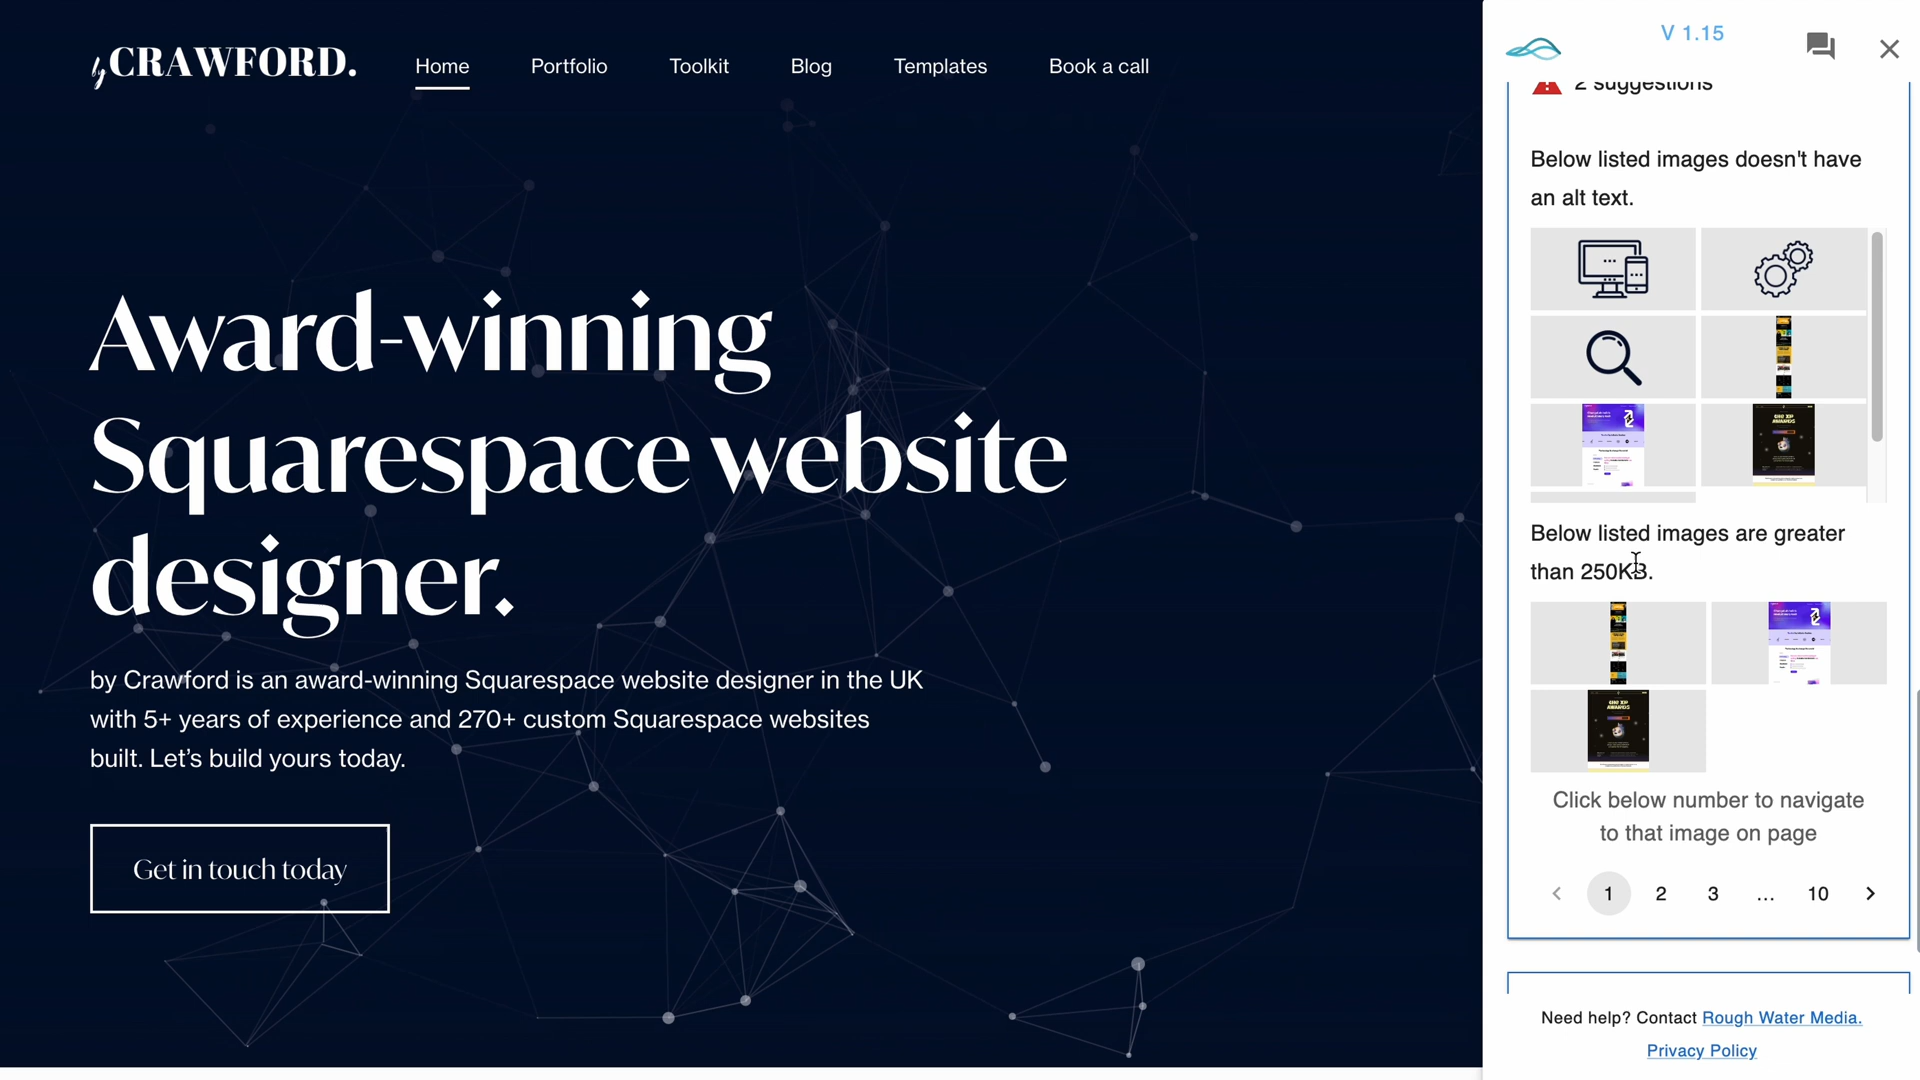 by CRAWFORD.
Home
Portfolio
Toolkit
Blog
Templates
Book a call
Award-winning
Squarespace website
designer.
by Crawford is an award-winning Squarespace website designer in the UK
with 5+ years of experience and 270+ custom Squarespace websites
built. Let’s build yours today.
Get in touch today
V 1.15
2 suggestions
Below listed images doesn't have
an alt text.
Below listed images are greater
than 250KB.
Click below number to navigate
to that image on page
1 2 3 ... 10
Need help? Contact Rough Water Media.
Privacy Policy